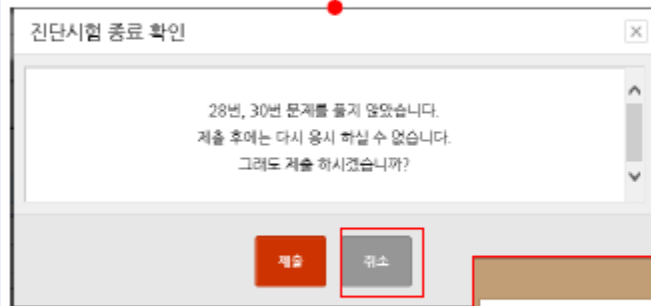 진단시험 종료 확인
28번, 30번 문제를 풀지 않았습니다.
제출 후에는 다시 응시 하실 수 없습니다.
그래도 제출 하시겠습니까?
제출
취소